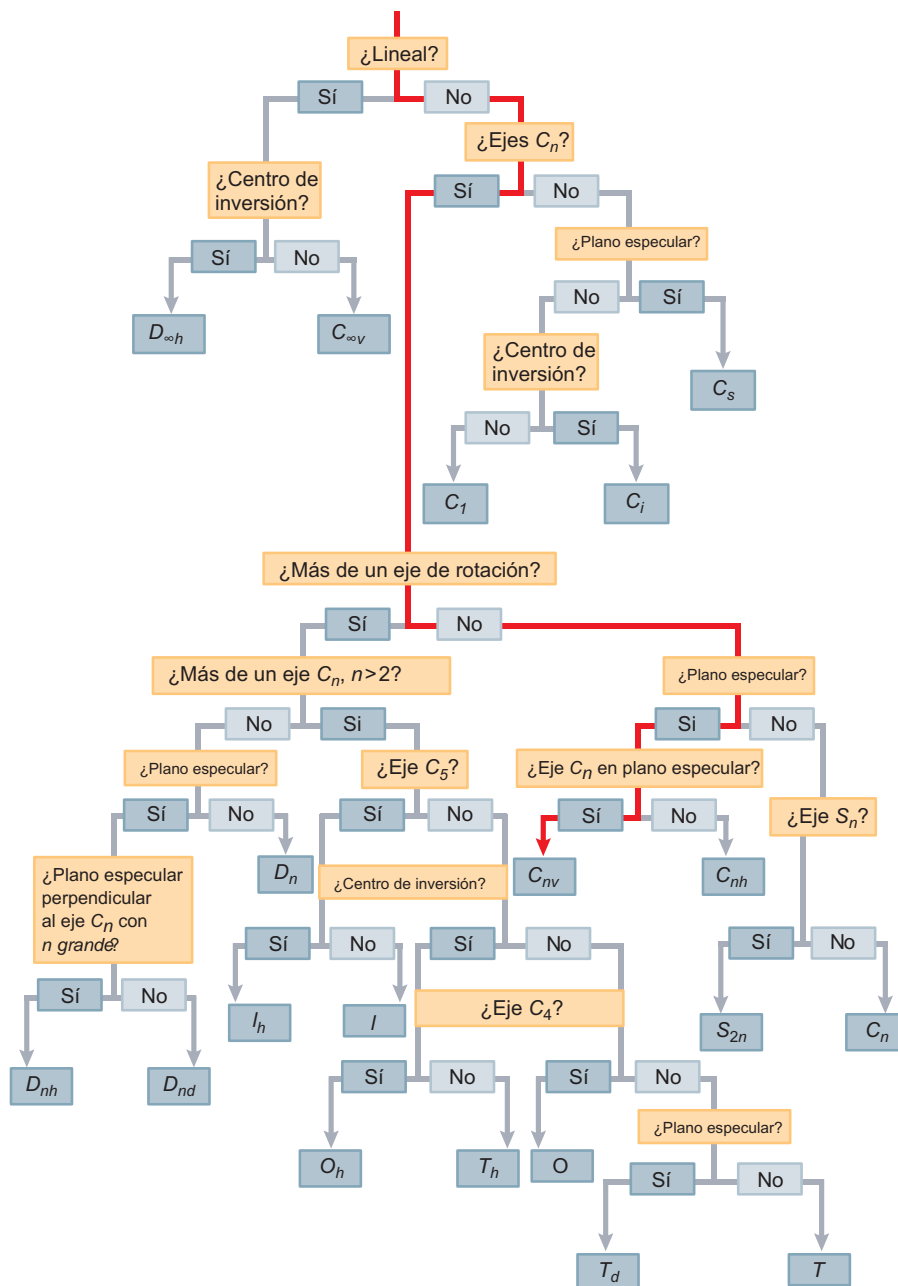 ¿Lineal?
Sí
No
¿Ejes Cn?
¿Centro de
inversión?
Sí
No
¿Plano especular?
Sí
No
No
Sí
D∞h
C∞v
¿Centro de
inversión?
Cs
No
Sí
C1
Ci
¿Más de un eje de rotación?
Sí
No
¿Más de un eje Cn, n>2?
¿Plano especular?
No
Si
Si
No
¿Plano especular?
¿Eje C5?
¿Eje Cn en plano especular?
Sí
No
Sí
No
Sí
No
¿Eje Sn?
¿Plano especular
perpendicular
al eje Cn con
n grande?
Dn
¿Centro de inversión?
Cnv
Cnh
Sí
No
Sí
No
Sí
No
Sí
No
Ih
I
¿Eje C4?
S2n
Cn
Dnh
Dnd
Sí
No
Sí
No
¿Plano especular?
Oh
Th
O
Sí
No
Td
T